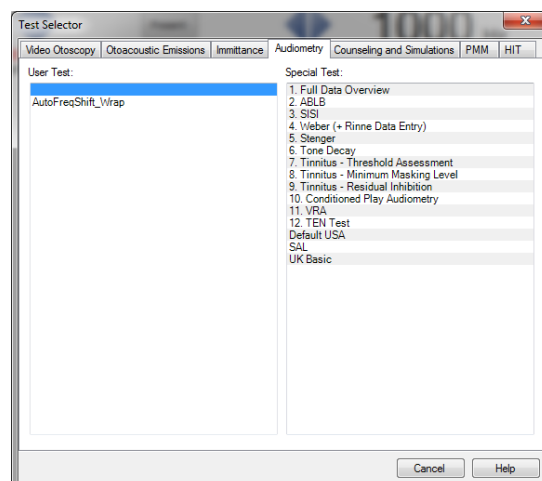 Test Selector
1000
Video Otoscopy Otoacoustic Emissions Immittance Audiometry Counseling and Simulations PMM HIT
User Test:
AutoFreqShift_Wrap
Special Test:
1. Full Data Overview
2. ABLB
3. SISI
4. Weber (+ Rinne Data Entry)
5. Stenger
6. Tone Decay
7. Tinnitus - Threshold Assessment
8. Tinnitus - Minimum Masking Level
9. Tinnitus - Residual Inhibition
10. Conditioned Play Audiometry
11. VRA
12. TEN Test
Default USA
SAL
UK Basic
Cancel Help